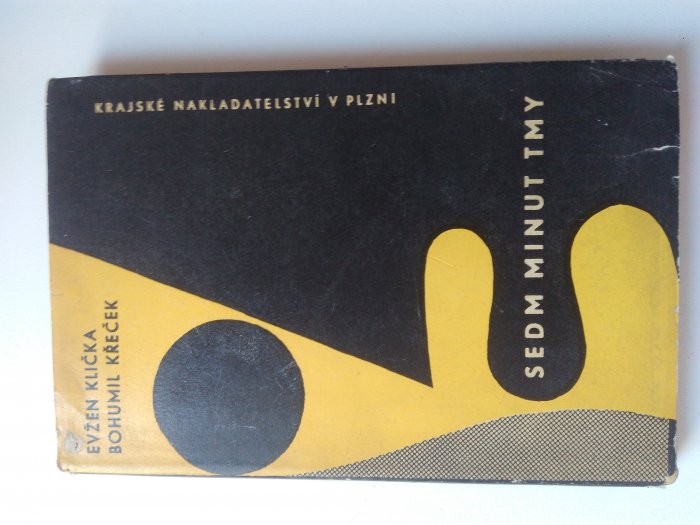 KRAJSKÉ NAKLADATELSTVÍ V PLZNI
SEDM MINUT TMY
EVŽEN KLIČKA
BOHUMIL KŘEČEK